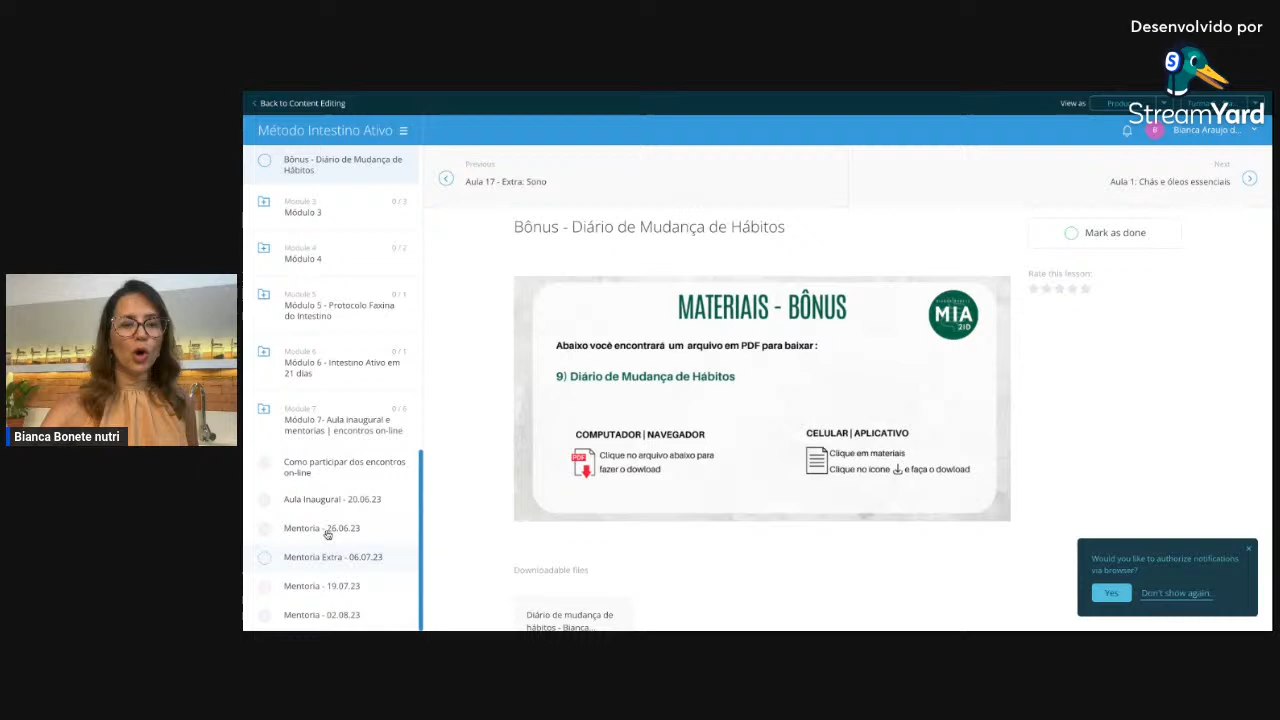 Desenvolvido por
StreamYard
Back to Content Editing
View as
Método Intestino Ativo
Bianca Araujo d...
Bônus - Diário de Mudança de
Hábitos
Module 3
0 / 3
Módulo 3
Module 4
0 / 2
Módulo 4
Module 5
0 / 1
Módulo 5 - Protocolo Faxina
do Intestino
Module 6
0 / 1
Módulo 6 - Intestino Ativo em
21 dias
Module 7
0 / 6
Módulo 7- Aula inaugural e
mentorias | encontros on-line
Como participar dos encontros
on-line
Aula Inaugural - 20.06.23
Mentoria - 26.06.23
Mentoria Extra - 06.07.23
Mentoria - 19.07.23
Mentoria - 02.08.23
Previous
Aula 17 - Extra: Sono
Next
Aula 1: Chás e óleos essenciais
Bônus - Diário de Mudança de Hábitos
Mark as done
Rate this lesson:
MATERIAIS - BÔNUS
MIA
21D
Abaixo você encontrará um arquivo em PDF para baixar :
9) Diário de Mudança de Hábitos
COMPUTADOR | NAVEGADOR
PDF
Clique no arquivo abaixo para
fazer o dowload
CELULAR | APLICATIVO
Clique em materiais
Clique no icone e faça o dowload
Downloadable files
Diário de mudança de
hábitos - Bianca...
Would you like to authorize notifications
via browser?
Yes
Don't show again.
Bianca Bonete nutri